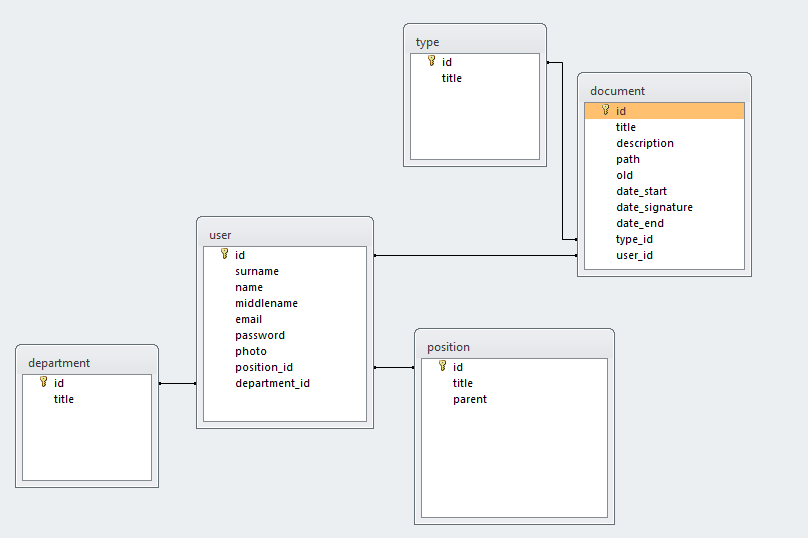 type
id
title
document
id
title
description
path
old
date_start
date_signature
date_end
type_id
user_id
user
id
surname
name
middlename
email
password
photo
position_id
department_id
department
id
title
position
id
title
parent